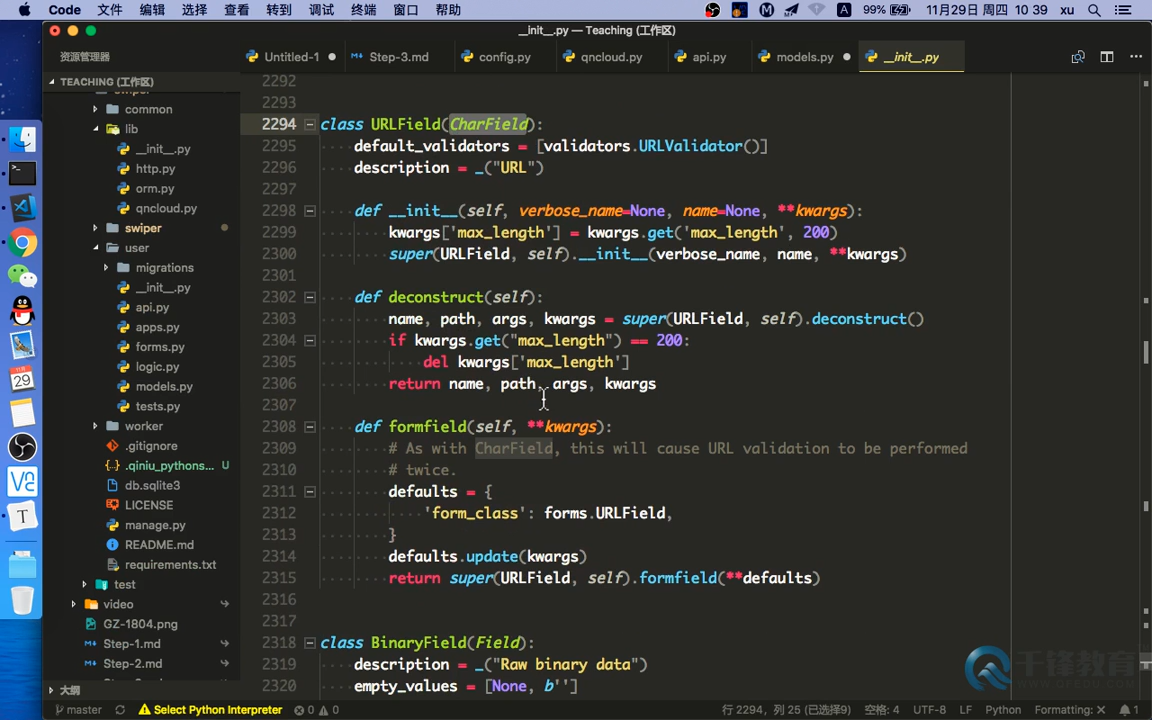 Code 文件 编辑 选择 查看 转到 调试 终端 窗口 帮助 99% 11月29日 周四 10 39 xu
__init__.py — Teaching (工作区)
资源管理器 Untitled-1 Step-3.md config.py qncloud.py api.py models.py __init__.py
TEACHING (工作区)
swiper
common
lib
__init__.py
http.py
orm.py
qncloud.py
swiper
user
migrations
__init__.py
api.py
apps.py
forms.py
logic.py
models.py
tests.py
worker
.gitignore
.qiniu_pythons... U
db.sqlite3
LICENSE
manage.py
README.md
requirements.txt
test
video
GZ-1804.png
Step-1.md
Step-2.md
大纲
2292
2293
2294 class URLField(CharField):
2295 default_validators = [validators.URLValidator()]
2296 description = _("URL")
2297
2298 def __init__(self, verbose_name=None, name=None, **kwargs):
2299 kwargs['max_length'] = kwargs.get('max_length', 200)
2300 super(URLField, self).__init__(verbose_name, name, **kwargs)
2301
2302 def deconstruct(self):
2303 name, path, args, kwargs = super(URLField, self).deconstruct()
2304 if kwargs.get("max_length") == 200:
2305 del kwargs['max_length']
2306 return name, path, args, kwargs
2307
2308 def formfield(self, **kwargs):
2309 # As with CharField, this will cause URL validation to be performed
2310 # twice.
2311 defaults = {
2312 'form_class': forms.URLField,
2313 }
2314 defaults.update(kwargs)
2315 return super(URLField, self).formfield(**defaults)
2316
2317
2318 class BinaryField(Field):
2319 description = _("Raw binary data")
2320 empty_values = [None, b'']
千锋教育
WWW.QFEDU.COM
master Select Python Interpreter 0 0 行 2294, 列 25 (已选择9) 空格: 4 UTF-8 LF Python Formatting: ✗ 1